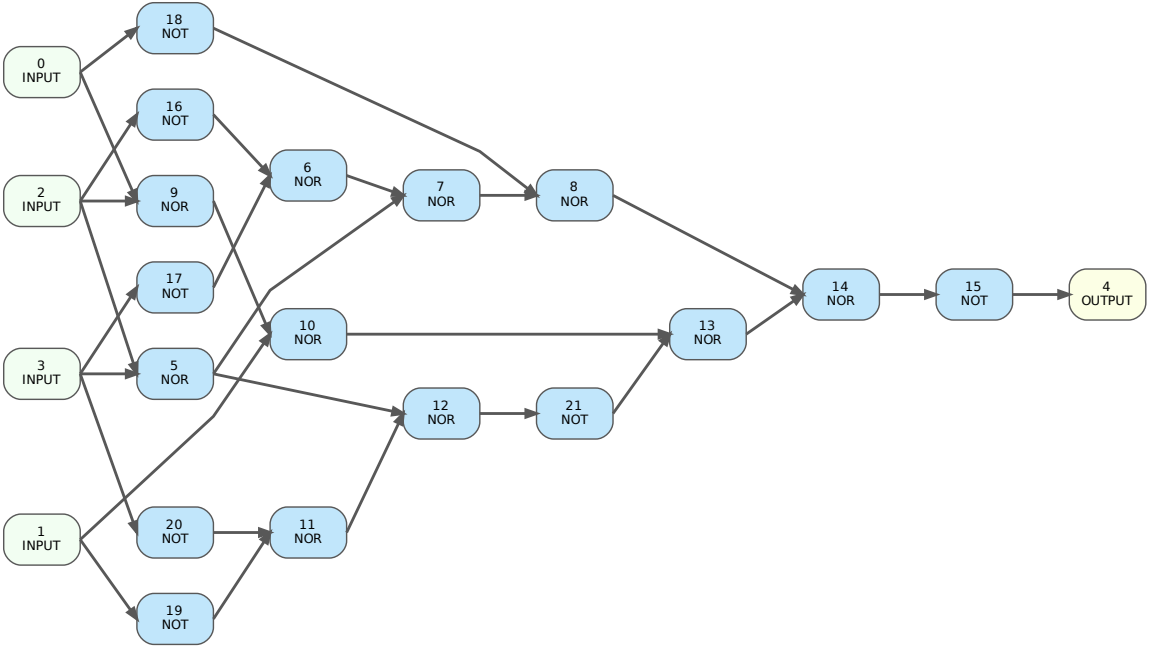 18
NOT
0
INPUT
16
NOT
6
NOR
2
INPUT
9
NOR
7
NOR
8
NOR
17
NOT
14
NOR
15
NOT
4
OUTPUT
10
NOR
13
NOR
3
INPUT
5
NOR
12
NOR
21
NOT
1
INPUT
20
NOT
11
NOR
19
NOT